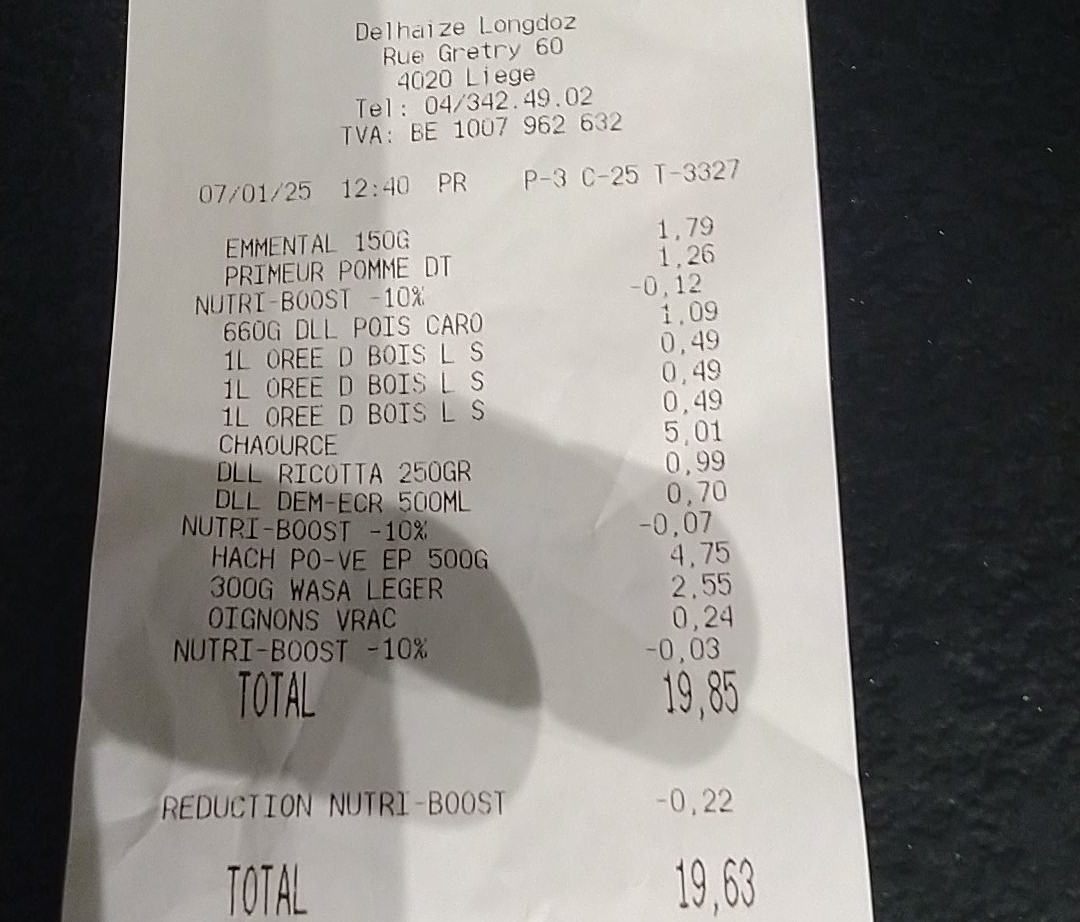 Delhaize Longdoz
Rue Gretry 60
4020 Liege
Tel: 04/342.49.02
TVA: BE 1007 962 632
07/01/25 12:40 PR P-3 C-25 T-3327
EMMENTAL 150G 1,79
PRIMEUR POMME DT 1,26
NUTRI-BOOST -10% -0,12
660G DLL POIS CARO 1,09
1L OREE D BOIS L S 0,49
1L OREE D BOIS L S 0,49
1L OREE D BOIS L S 0,49
CHAOURCE 5,01
DLL RICOTTA 250GR 0,99
DLL DEM-ECR 500ML 0,70
NUTRI-BOOST -10% -0,07
HACH PO-VE EP 500G 4,75
300G WASA LEGER 2,55
OIGNONS VRAC 0,24
NUTRI-BOOST -10% -0,03
TOTAL 19,85
REDUCTION NUTRI-BOOST -0,22
TOTAL 19,63